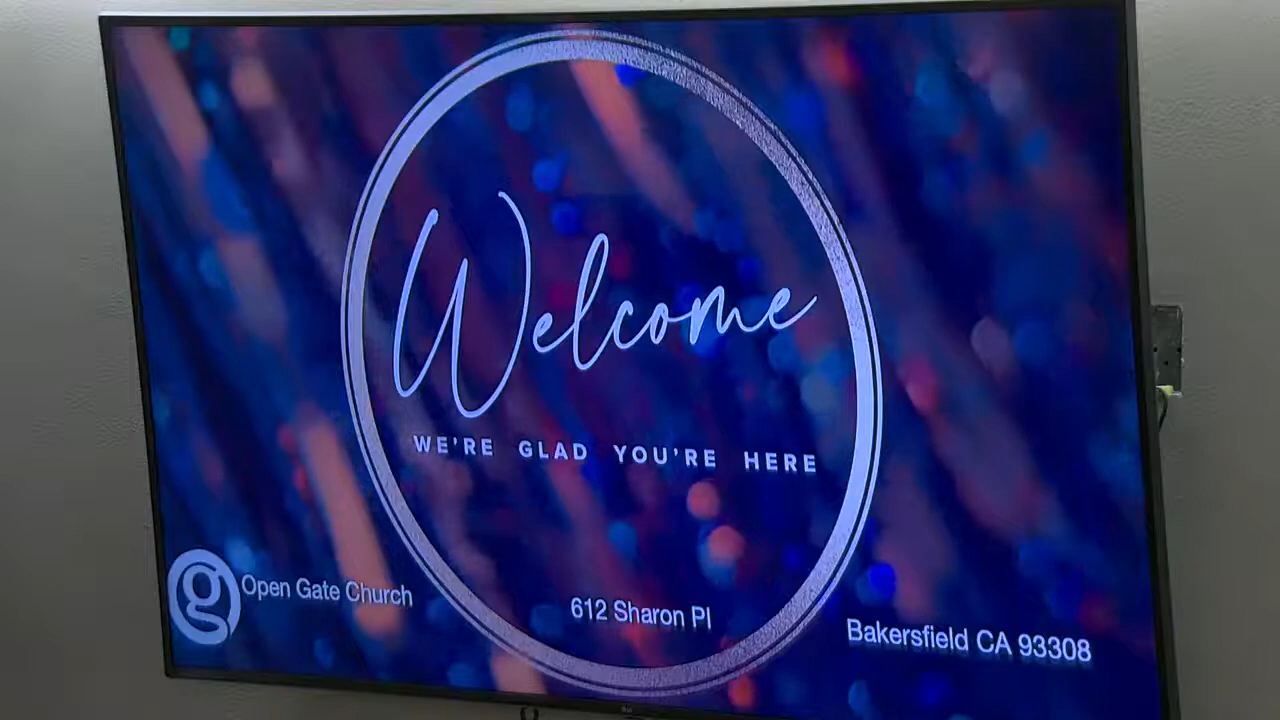 Welcome
WE'RE GLAD YOU'RE HERE
g Open Gate Church
612 Sharon Pl
Bakersfield CA 93308